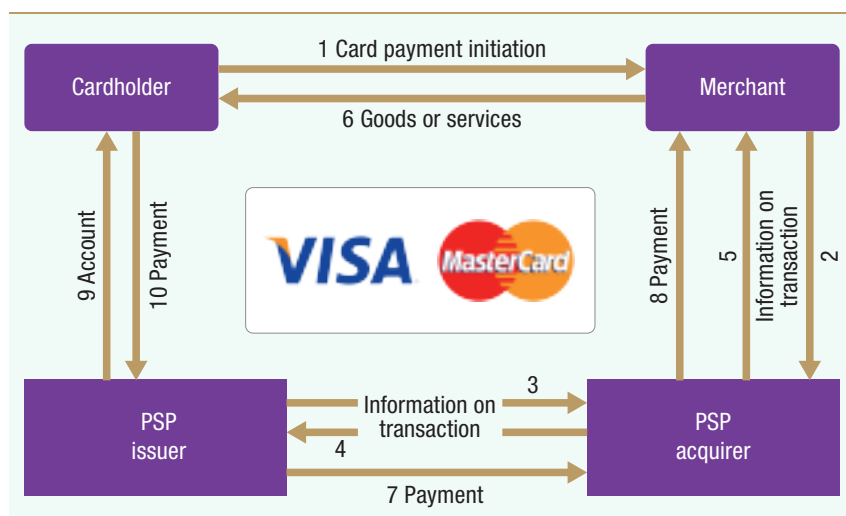 1 Card payment initiation
Cardholder
Merchant
6 Goods or services
9 Account
10 Payment
VISA
MasterCard
8 Payment
5
Information on
transaction
2
3
Information on
transaction
4
PSP
issuer
PSP
acquirer
7 Payment